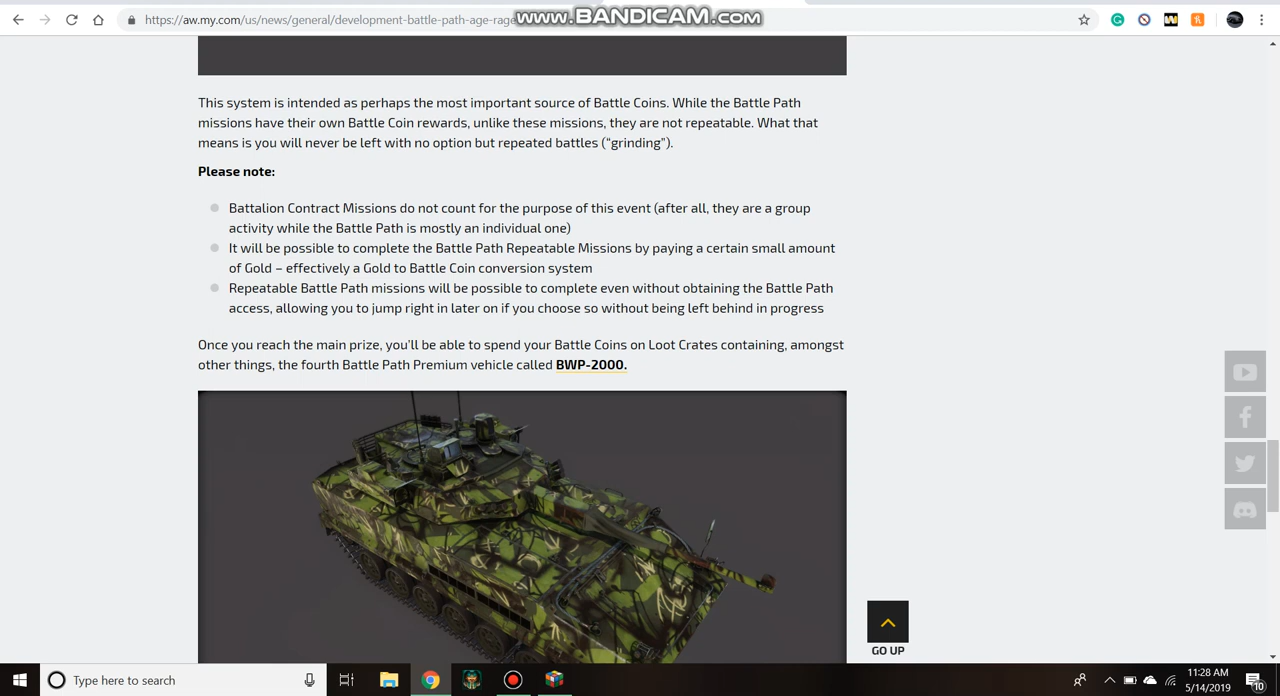 https://aw.my.com/us/news/general/development-battle-path-age-rage
www.BANDICAM.com
This system is intended as perhaps the most important source of Battle Coins. While the Battle Path
missions have their own Battle Coin rewards, unlike these missions, they are not repeatable. What that
means is you will never be left with no option but repeated battles (“grinding”).
Please note:
Battalion Contract Missions do not count for the purpose of this event (after all, they are a group
activity while the Battle Path is mostly an individual one)
It will be possible to complete the Battle Path Repeatable Missions by paying a certain small amount
of Gold – effectively a Gold to Battle Coin conversion system
Repeatable Battle Path missions will be possible to complete even without obtaining the Battle Path
access, allowing you to jump right in later on if you choose so without being left behind in progress
Once you reach the main prize, you’ll be able to spend your Battle Coins on Loot Crates containing, amongst
other things, the fourth Battle Path Premium vehicle called BWP-2000.
GO UP
Type here to search
11:28 AM
5/14/2019
10